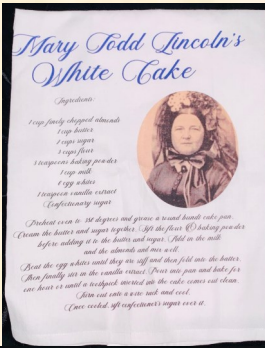 Mary Todd Lincoln's
White Cake
Ingredients
1 cup finely chopped almonds
1 cup butter
cups sugar
cups flour
teaspoons baking powder
1 cup milk
egg whites
1 teaspoon vanilla extract
Confectionary sugar
Preheat oven to degrees and grease a round bundt cake pan.
Cream the butter and sugar together. Sift the flour & baking powder
before adding it to the butter and sugar. Add in the milk
and the almonds and mix well.
Beat the egg whites until they are stiff and then fold into the batter.
Then finally stir in the vanilla extract. Pour into pan and bake for
one hour or until a toothpick inserted into the cake comes out clean.
Turn out onto a wire rack and cool.
Once cooled, sift confectioner's sugar over it.